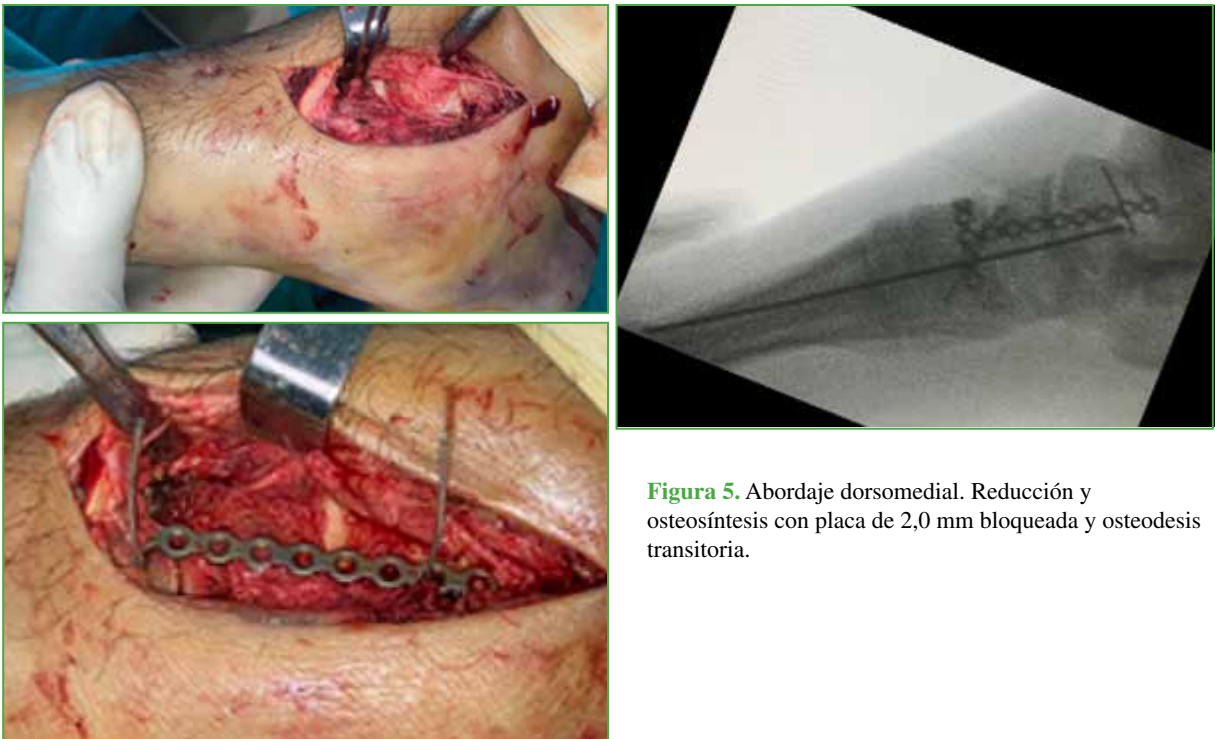 Figura 5. Abordaje dorsomedial. Reducción y
osteosíntesis con placa de 2,0 mm bloqueada y osteodesis
transitoria.